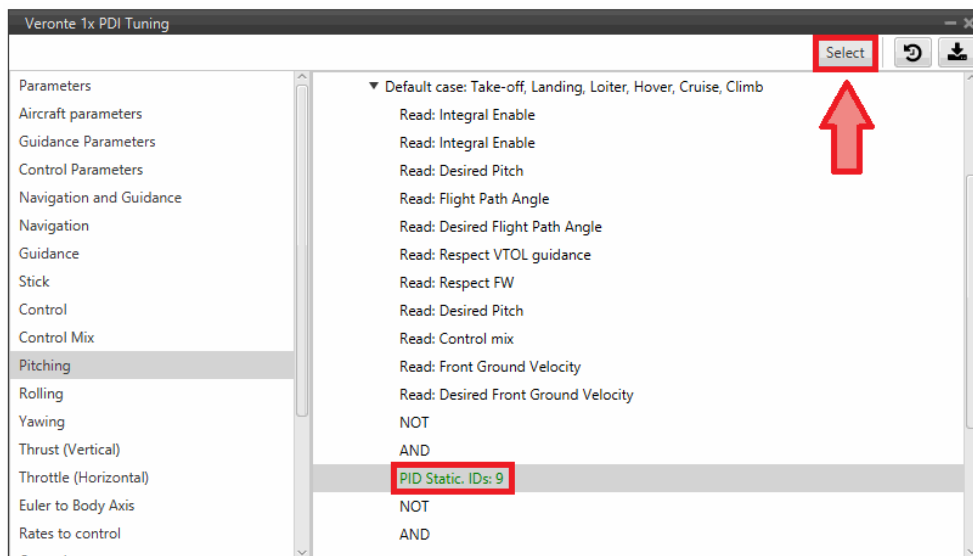 Veronte 1x PDI Tuning
Select
Parameters
Aircraft parameters
Guidance Parameters
Control Parameters
Navigation and Guidance
Navigation
Guidance
Stick
Control
Control Mix
Pitching
Rolling
Yawing
Thrust (Vertical)
Throttle (Horizontal)
Euler to Body Axis
Rates to control
Default case: Take-off, Landing, Loiter, Hover, Cruise, Climb
Read: Integral Enable
Read: Integral Enable
Read: Desired Pitch
Read: Flight Path Angle
Read: Desired Flight Path Angle
Read: Respect VTOL guidance
Read: Respect FW
Read: Desired Pitch
Read: Control mix
Read: Front Ground Velocity
Read: Desired Front Ground Velocity
NOT
AND
PID Static. IDs: 9
NOT
AND